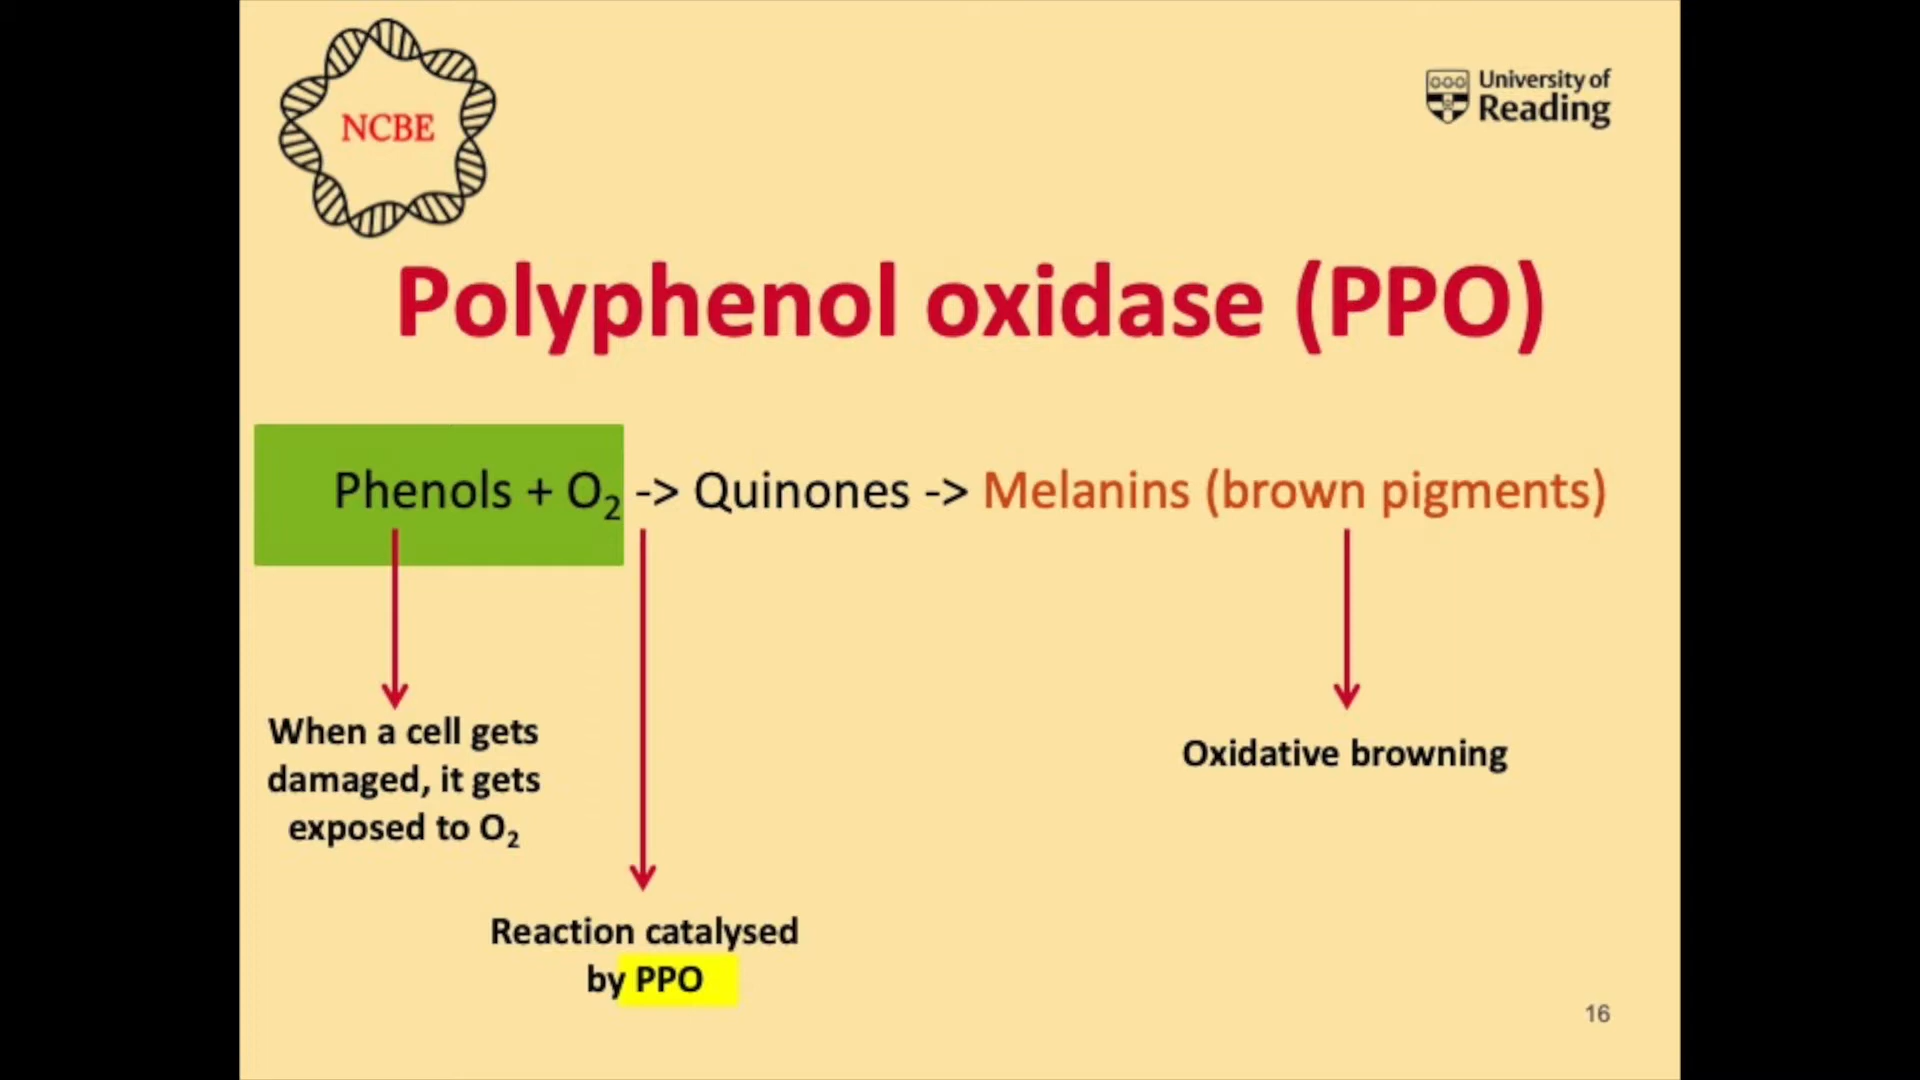 NCBE
University of
Reading
Polyphenol oxidase (PPO)
Phenols + O₂ -> Quinones -> Melanins (brown pigments)
When a cell gets
damaged, it gets
exposed to O₂
Oxidative browning
Reaction catalysed
by PPO
16